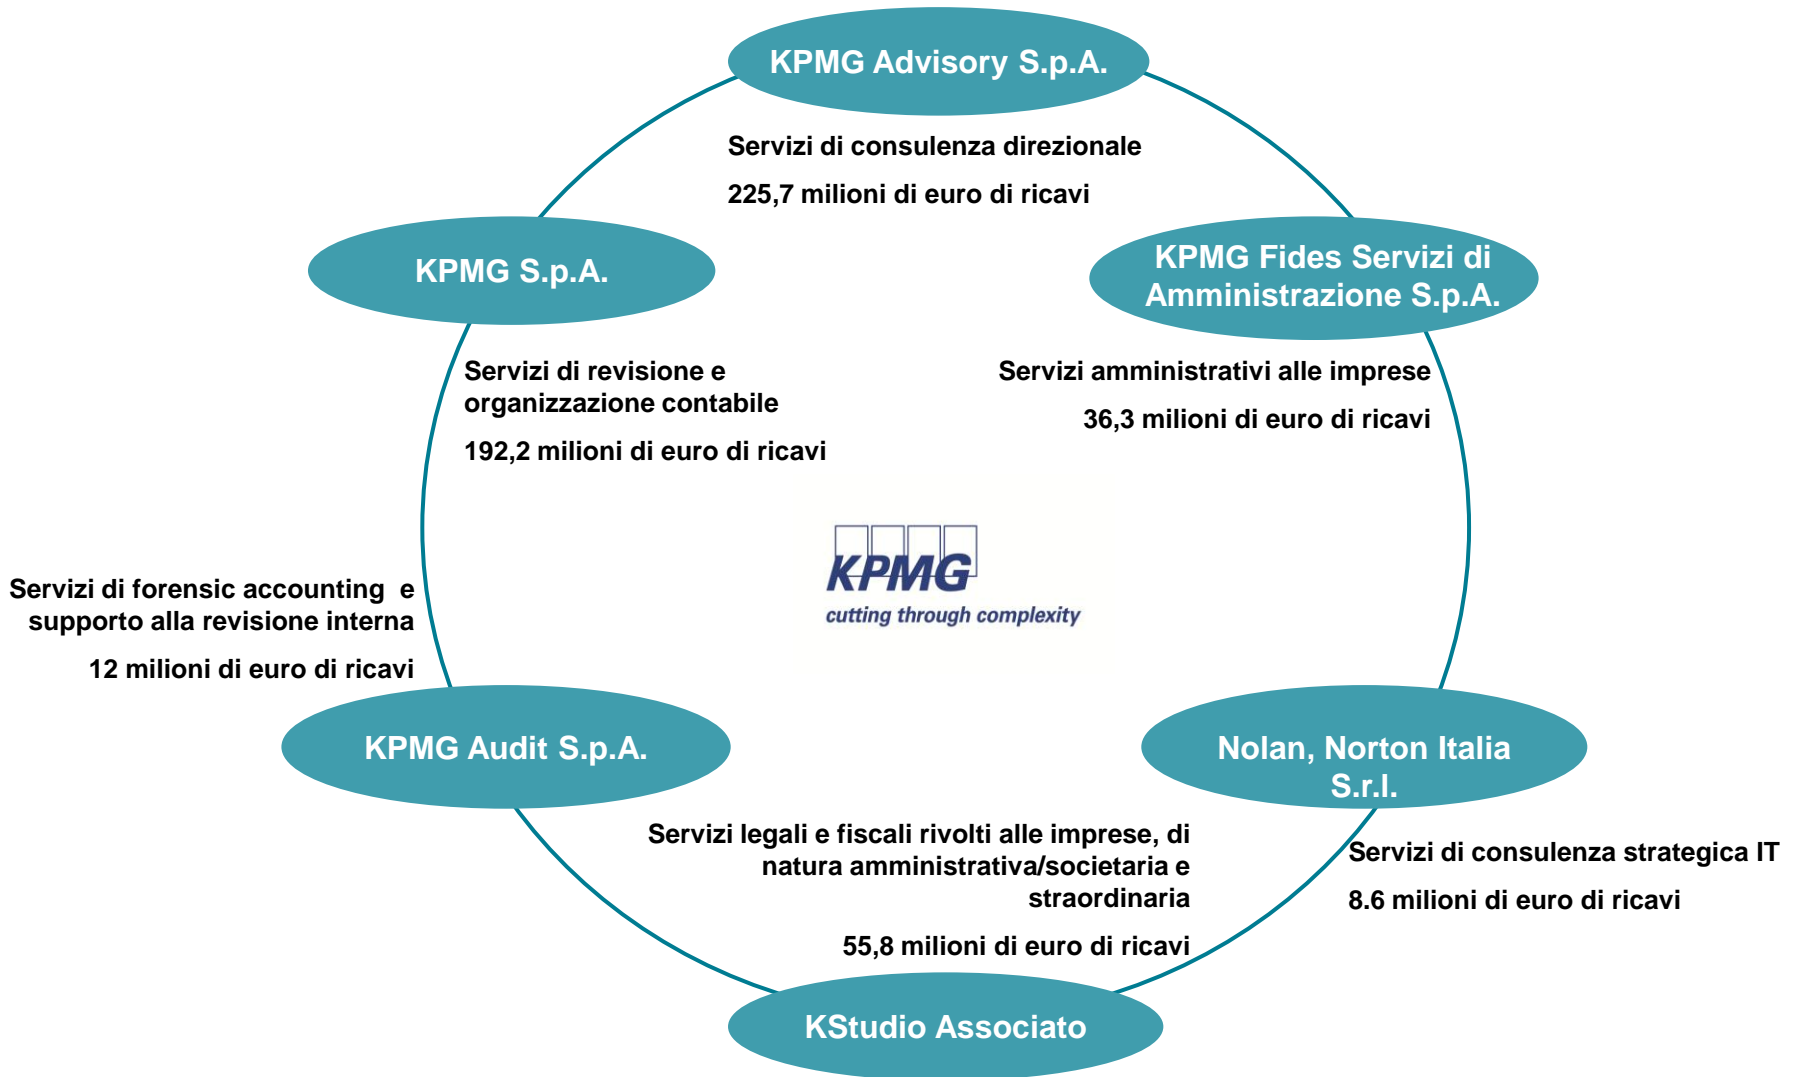 KPMG Advisory S.p.A.
Servizi di consulenza direzionale
225,7 milioni di euro di ricavi
KPMG S.p.A.
Servizi di revisione e
organizzazione contabile
192,2 milioni di euro di ricavi
KPMG Fides Servizi di
Amministrazione S.p.A.
Servizi amministrativi alle imprese
36,3 milioni di euro di ricavi
KPMG
cutting through complexity
Servizi di forensic accounting e
supporto alla revisione interna
12 milioni di euro di ricavi
KPMG Audit S.p.A.
Nolan, Norton Italia
S.r.l.
Servizi di consulenza strategica IT
8.6 milioni di euro di ricavi
Servizi legali e fiscali rivolti alle imprese, di
natura amministrativa/societaria e
straordinaria
55,8 milioni di euro di ricavi
KStudio Associato